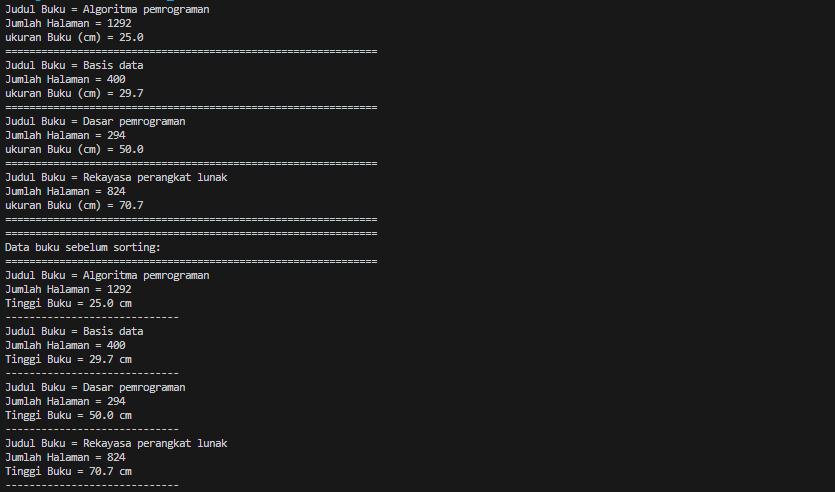 Judul Buku = Algoritma pemrograman
Jumlah Halaman = 1292
ukuran Buku (cm) = 25.0
==============================================================
Judul Buku = Basis data
Jumlah Halaman = 400
ukuran Buku (cm) = 29.7
==============================================================
Judul Buku = Dasar pemrograman
Jumlah Halaman = 294
ukuran Buku (cm) = 50.0
==============================================================
Judul Buku = Rekayasa perangkat lunak
Jumlah Halaman = 824
ukuran Buku (cm) = 70.7
==============================================================
==============================================================
Data buku sebelum sorting:
==============================================================
Judul Buku = Algoritma pemrograman
Jumlah Halaman = 1292
Tinggi Buku = 25.0 cm
-----------------------------
Judul Buku = Basis data
Jumlah Halaman = 400
Tinggi Buku = 29.7 cm
-----------------------------
Judul Buku = Dasar pemrograman
Jumlah Halaman = 294
Tinggi Buku = 50.0 cm
-----------------------------
Judul Buku = Rekayasa perangkat lunak
Jumlah Halaman = 824
Tinggi Buku = 70.7 cm
-----------------------------